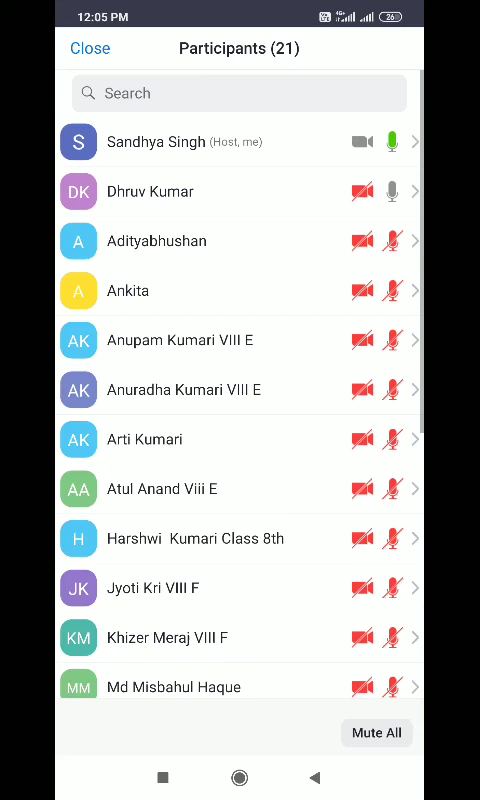 12:05 PM 4G+ 26
Close Participants (21)
Search
S Sandhya Singh (Host, me)
DK Dhruv Kumar
A Adityabhushan
A Ankita
AK Anupam Kumari VIII E
AK Anuradha Kumari VIII E
AK Arti Kumari
AA Atul Anand Viii E
H Harshwi Kumari Class 8th
JK Jyoti Kri VIII F
KM Khizer Meraj VIII F
MM Md Misbahul Haque
Mute All